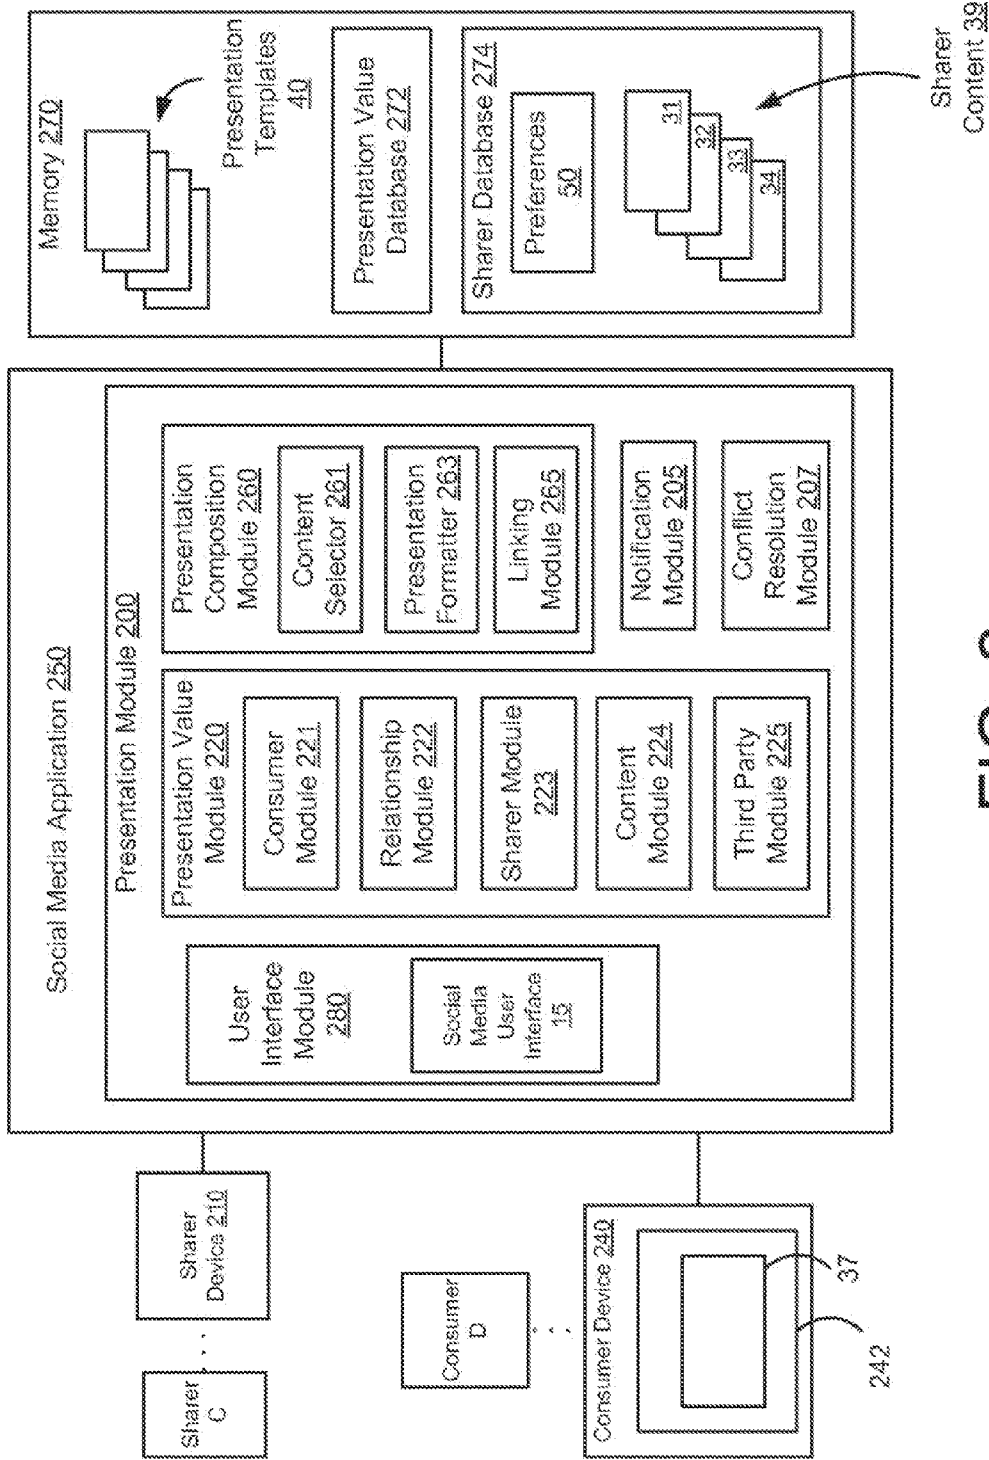 Social Media Application 250
Presentation Module 200
User
Interface
Module
280
Social
Media
User
Interface
15
Presentation Value
Module 220
Consumer
Module 221
Relationship
Module 222
Sharer Module
223
Content
Module 224
Third Party
Module 225
Presentation
Composition
Module 260
Content
Selector 261
Presentation
Formatter 263
Linking
Module 265
Notification
Module 205
Conflict
Resolution
Module 207
Memory 270
Presentation
Templates
40
Presentation Value
Database 272
Sharer Database 274
Preferences
50
31
32
33
34
Sharer
Content 39
Sharer
C
Sharer
Device 210
Consumer
D
Consumer Device 240
37
242